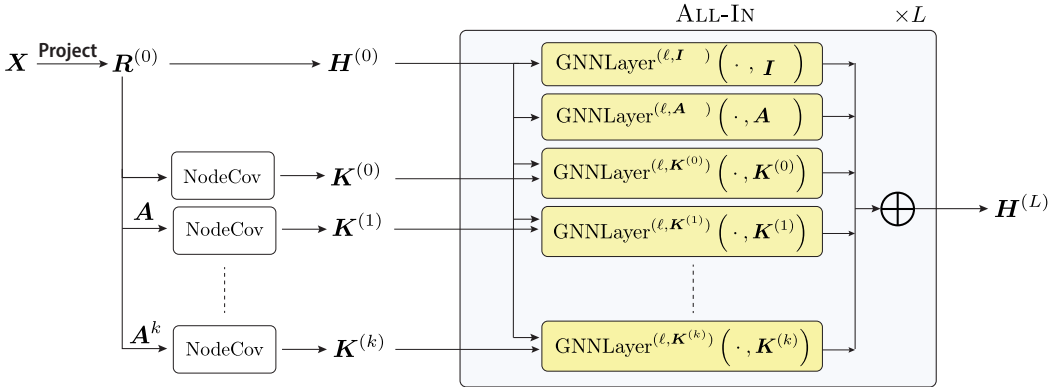 ALL-IN
×L
X Project R^(0) H^(0) GNNLayer^(ℓ,I) ( · , I )
GNNLayer^(ℓ,A) ( · , A )
NodeCov K^(0) GNNLayer^(ℓ,K^(0)) ( · , K^(0) )
A NodeCov K^(1) GNNLayer^(ℓ,K^(1)) ( · , K^(1) )
⊕ H^(L)
A^k NodeCov K^(k) GNNLayer^(ℓ,K^(k)) ( · , K^(k) )